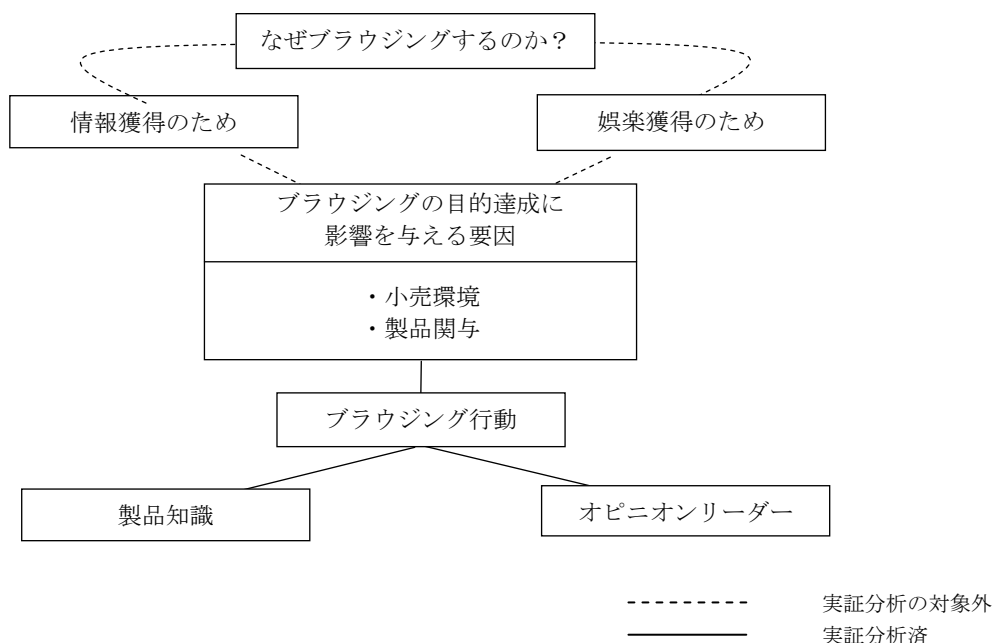 なぜブラウジングするのか？
情報獲得のため
娯楽獲得のため
ブラウジングの目的達成に
影響を与える要因
・小売環境
・製品関与
ブラウジング行動
製品知識
オピニオンリーダー
実証分析の対象外
実証分析済